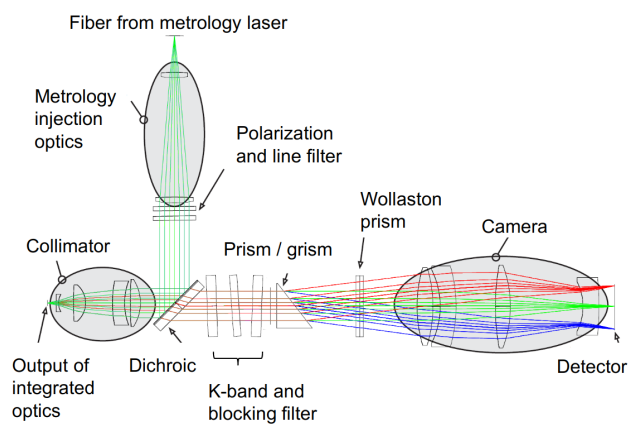 Fiber from metrology laser
Metrology
injection
optics
Polarization
and line filter
Wollaston
prism
Collimator
Prism / grism
Camera
Output of
integrated
optics
Dichroic
K-band and
blocking filter
Detector